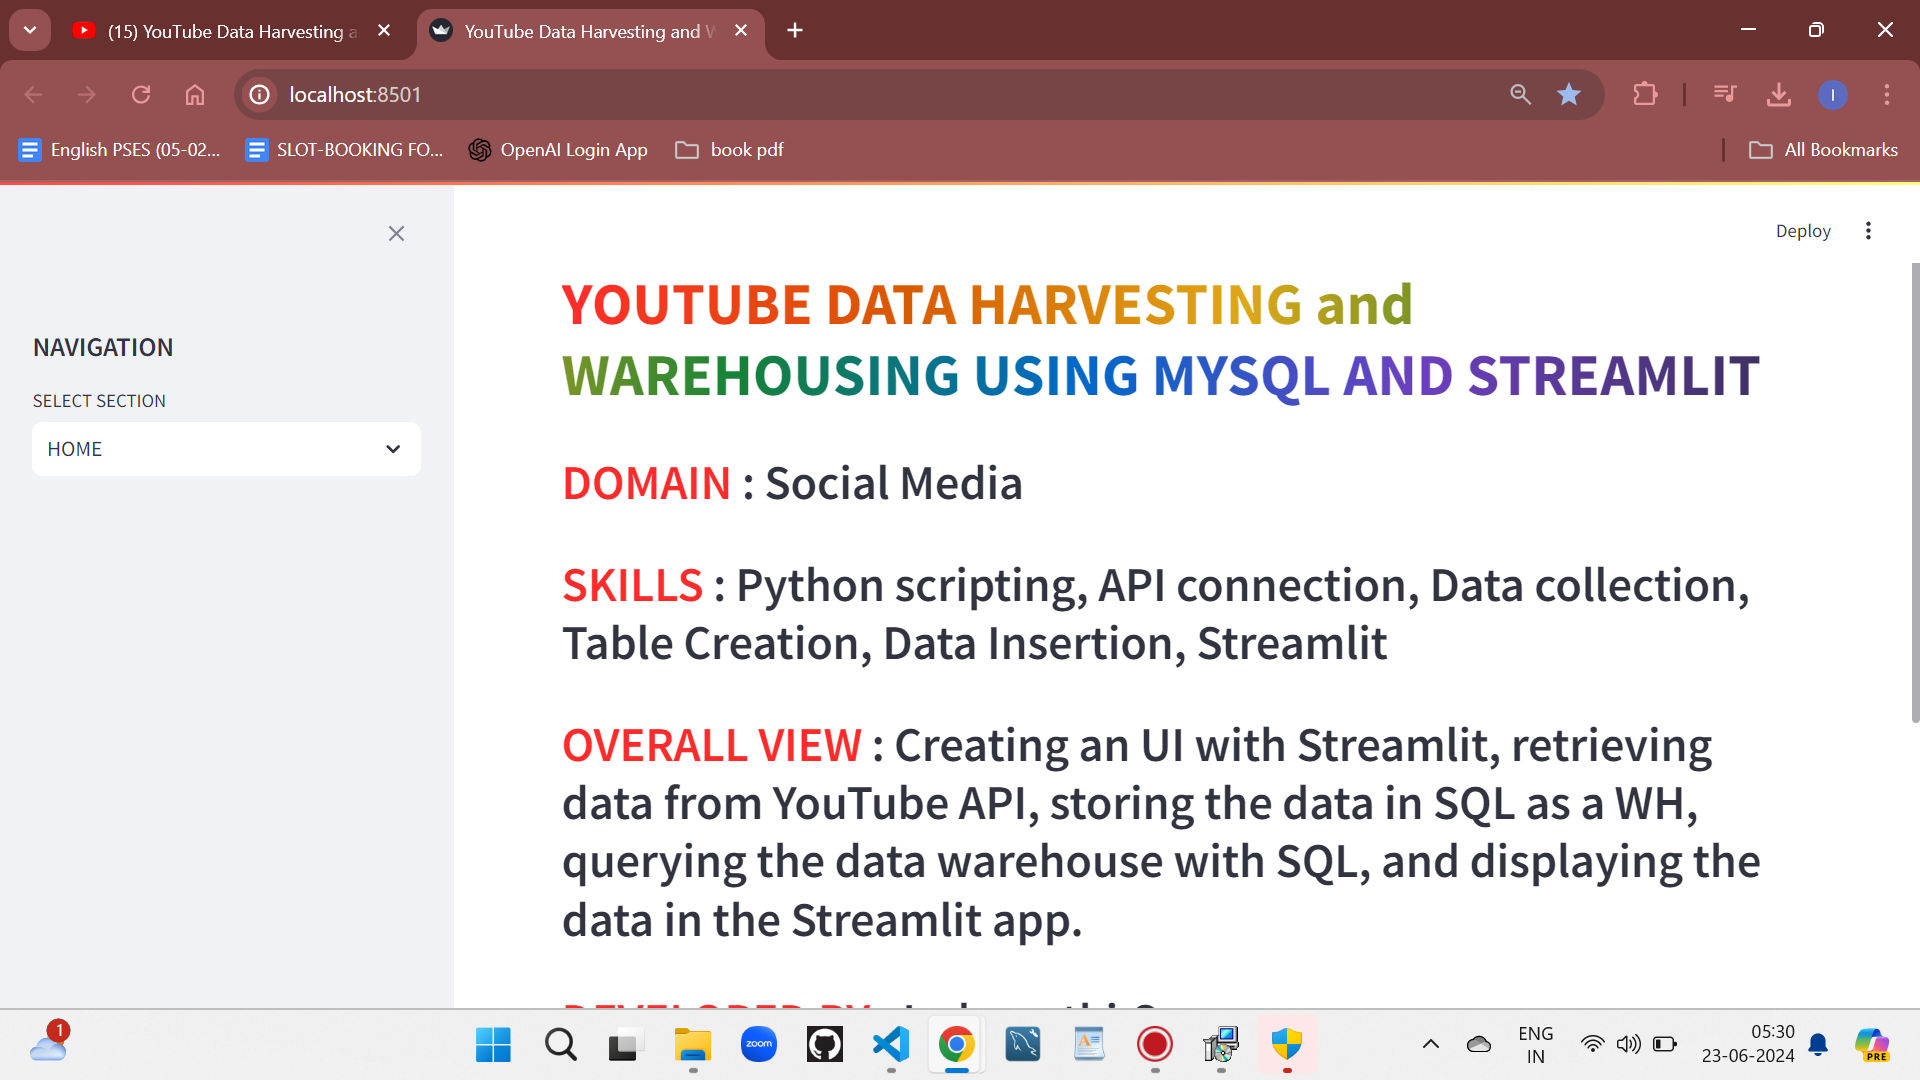 (15) YouTube Data Harvesting a
YouTube Data Harvesting and W
localhost:8501
I
English PSES (05-02...
SLOT-BOOKING FO...
OpenAI Login App
book pdf
All Bookmarks
Deploy
NAVIGATION
SELECT SECTION
HOME
YOUTUBE DATA HARVESTING and
WAREHOUSING USING MYSQL AND STREAMLIT
DOMAIN : Social Media
SKILLS : Python scripting, API connection, Data collection,
Table Creation, Data Insertion, Streamlit
OVERALL VIEW : Creating an UI with Streamlit, retrieving
data from YouTube API, storing the data in SQL as a WH,
querying the data warehouse with SQL, and displaying the
data in the Streamlit app.
DEVELOPED BY
1
zoom
ENG
IN
05:30
23-06-2024
PRE